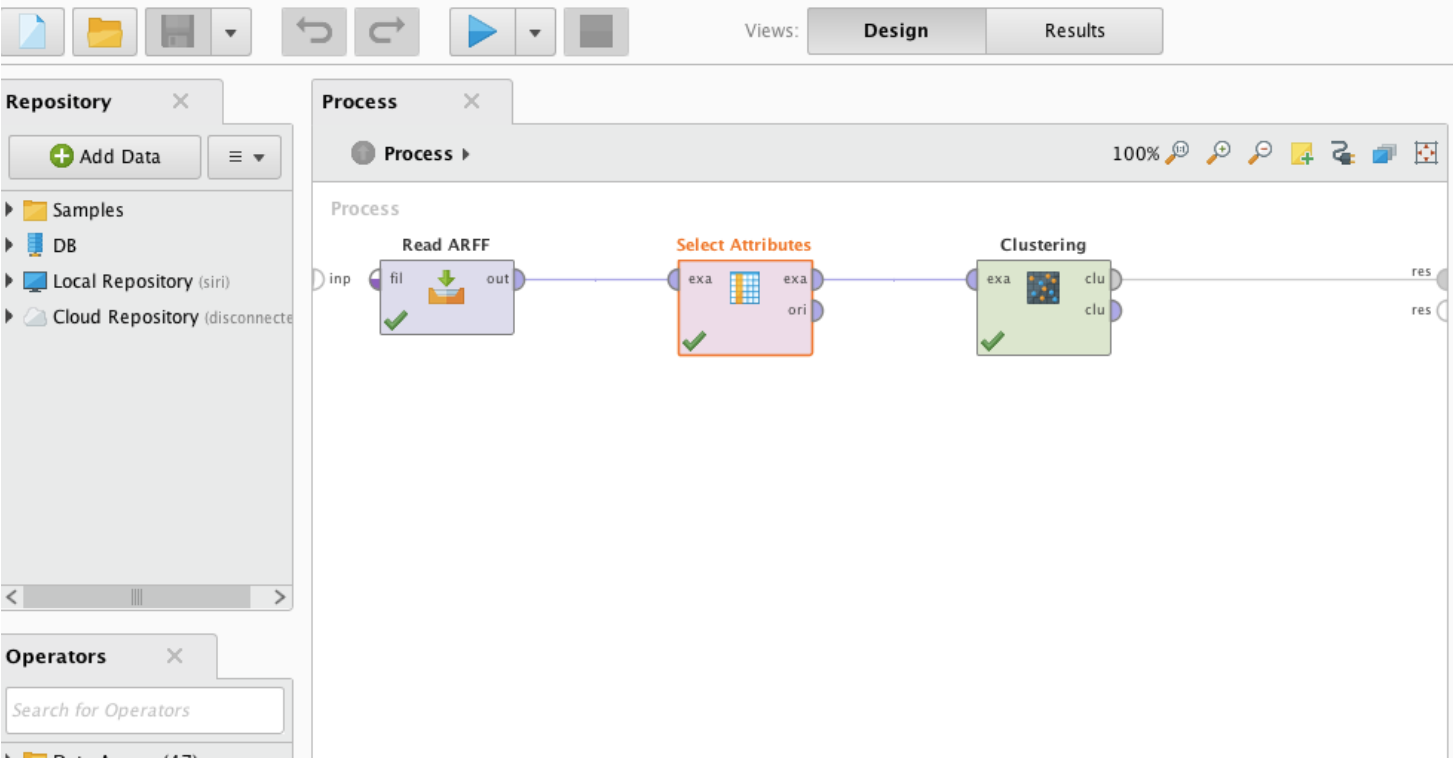 Views: Design Results
Repository
Process
Add Data
Process
100%
Samples
DB
Local Repository (siri)
Cloud Repository (disconnecte
Process
Read ARFF
Select Attributes
Clustering
inp
fil
out
exa
exa
ori
exa
clu
clu
res
res
Operators
Search for Operators